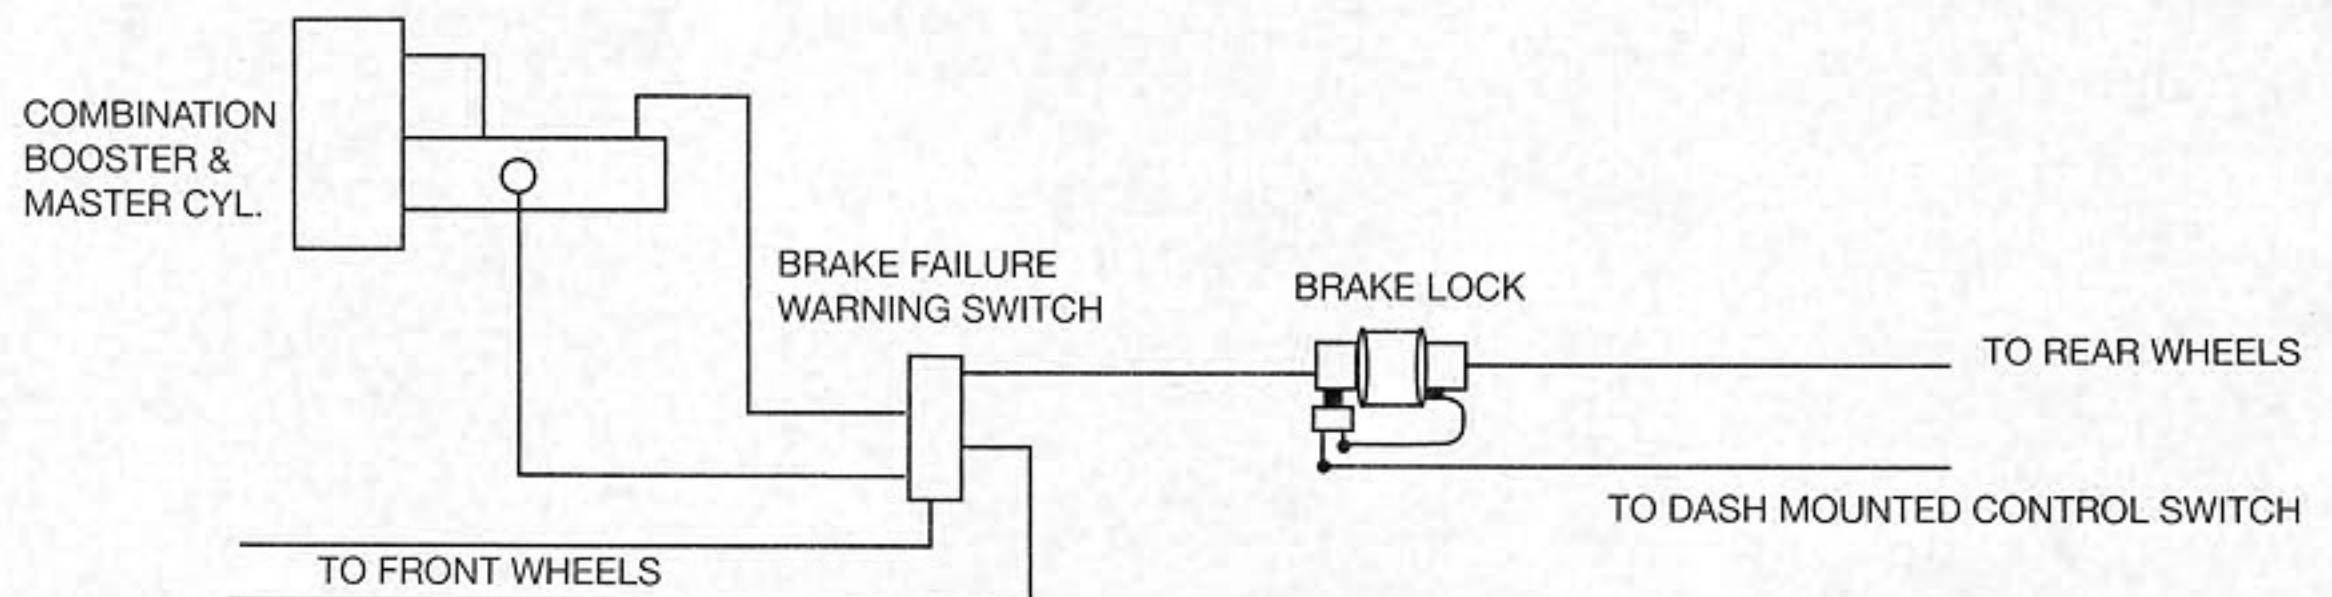 COMBINATION
BOOSTER &
MASTER CYL.
BRAKE FAILURE
WARNING SWITCH
BRAKE LOCK
TO REAR WHEELS
TO DASH MOUNTED CONTROL SWITCH
TO FRONT WHEELS